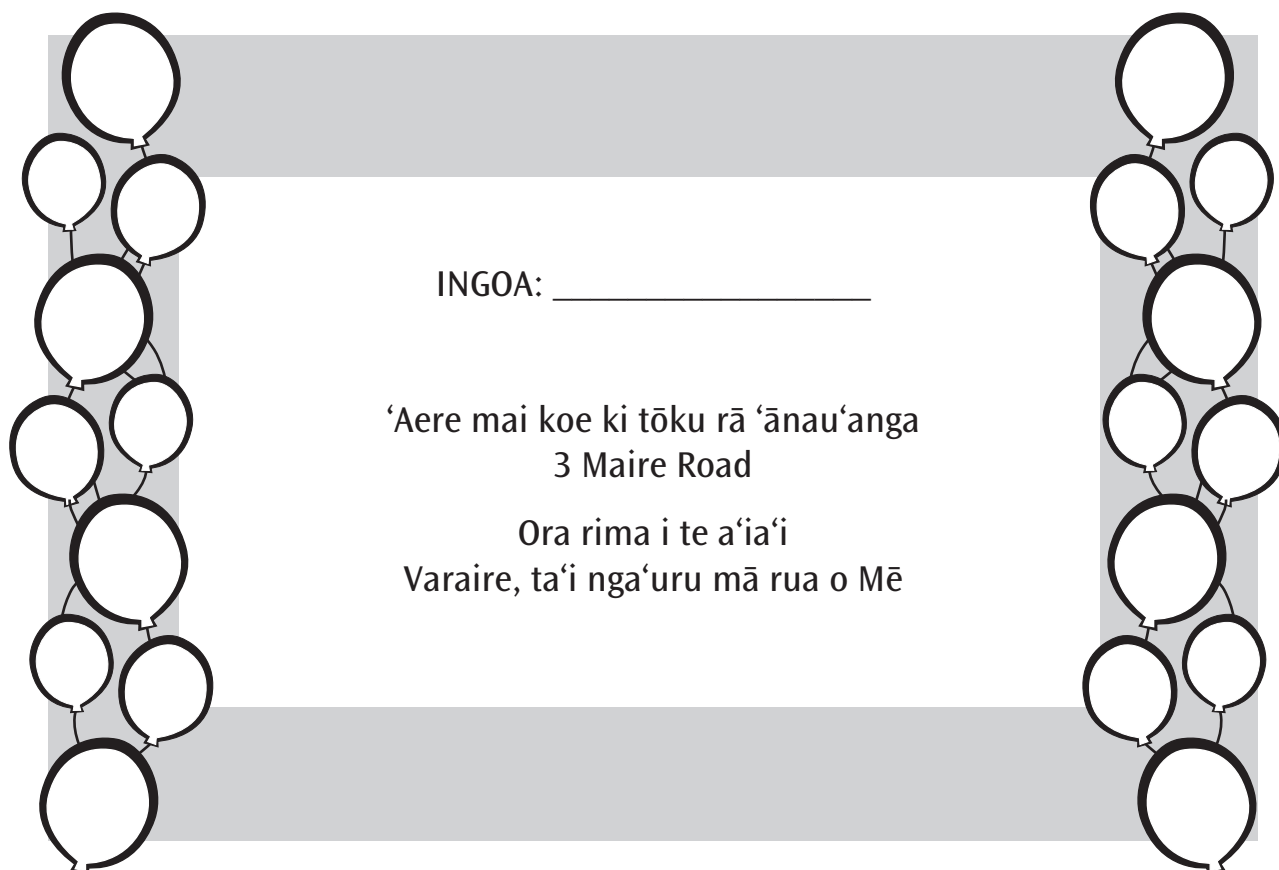 INGOA: __________________
‘Aere mai koe ki tōku rā ‘ānau‘anga
3 Maire Road
Ora rima i te a‘ia‘i
Varaire, ta‘i nga‘uru mā rua o Mē